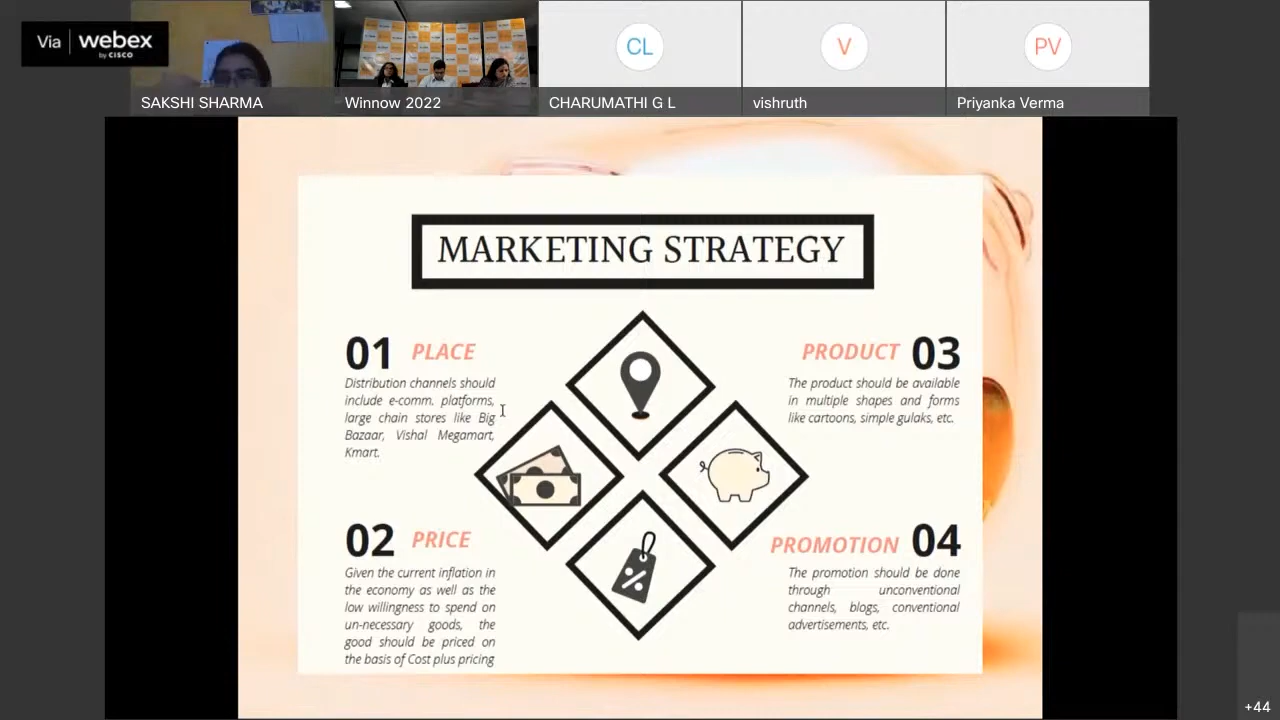 Via webex
by CISCO
SAKSHI SHARMA
Winnow 2022
CL
CHARUMATHI G L
V
vishruth
PV
Priyanka Verma
MARKETING STRATEGY
01 PLACE
Distribution channels should
include e-comm. platforms,
large chain stores like Big
Bazaar, Vishal Megamart,
Kmart.
02 PRICE
Given the current inflation in
the economy as well as the
low willingness to spend on
un-necessary goods, the
good should be priced on
the basis of Cost plus pricing
%
PRODUCT 03
The product should be available
in multiple shapes and forms
like cartoons, simple gulaks, etc.
PROMOTION 04
The promotion should be done
through unconventional
channels, blogs, conventional
advertisements, etc.
+44